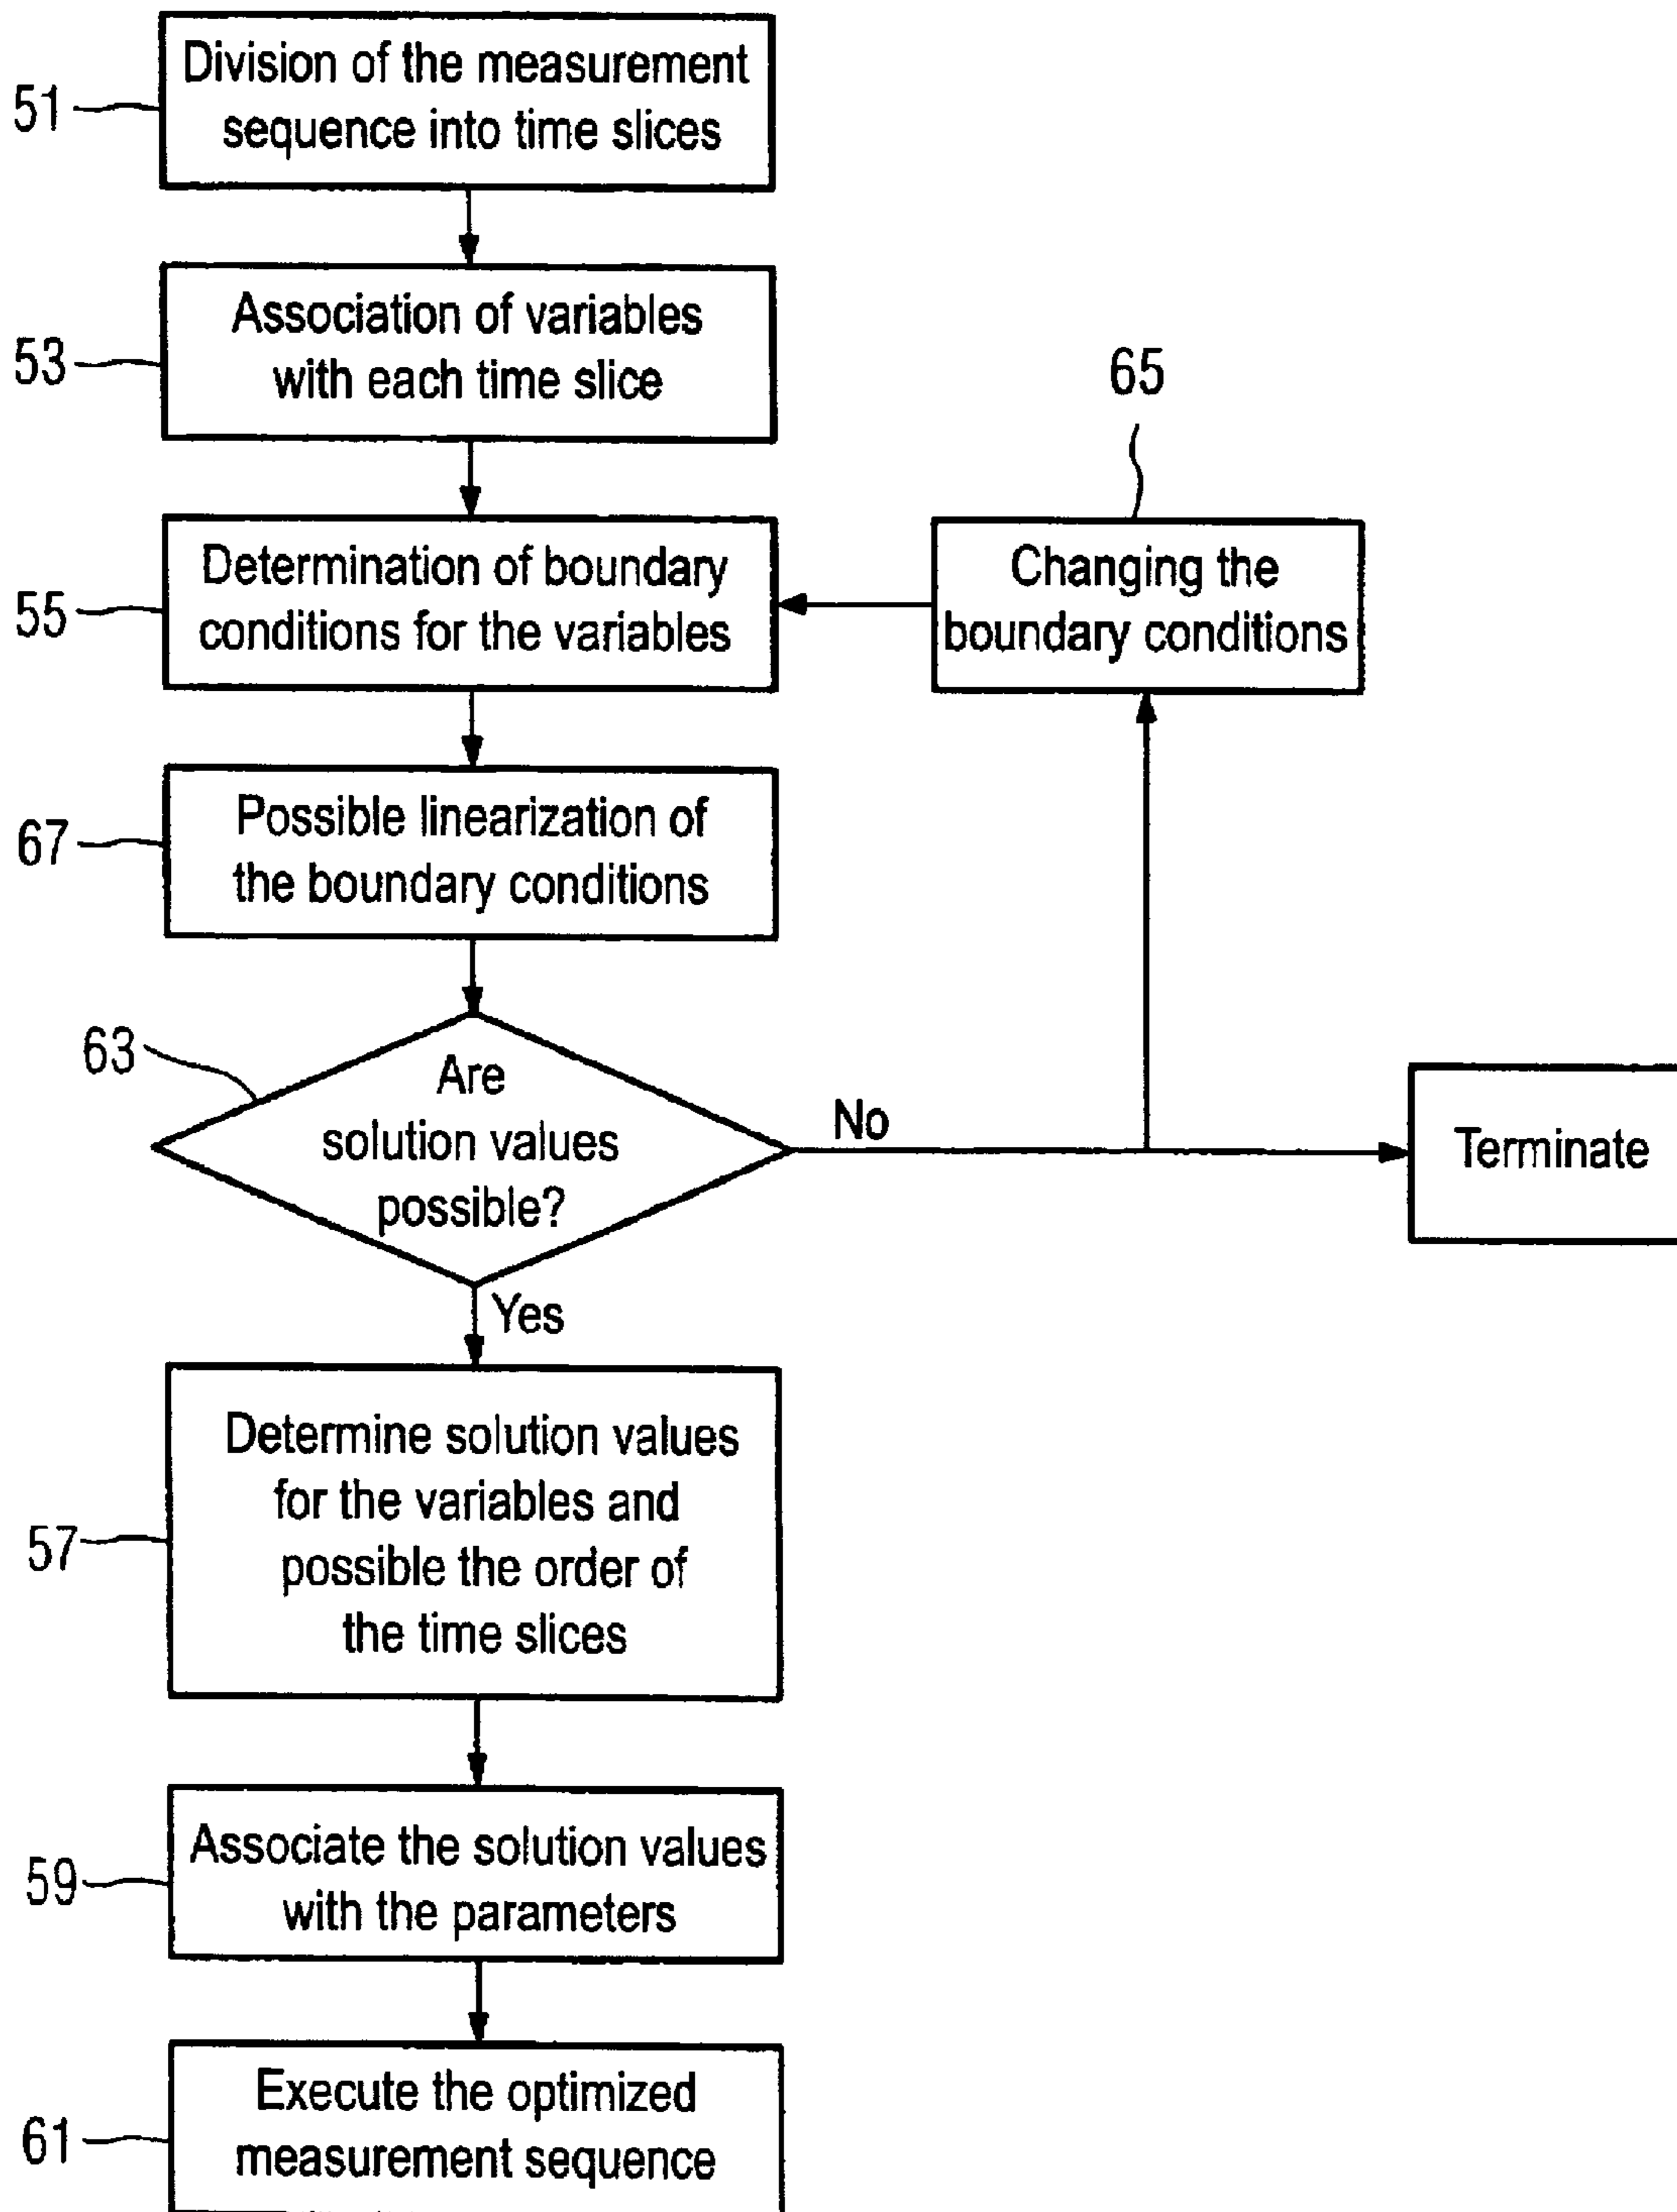 51
Division of the measurement
sequence into time slices
53
Association of variables
with each time slice
65
55
Determination of boundary
conditions for the variables
Changing the
boundary conditions
67
Possible linearization of
the boundary conditions
63
Are
solution values
possible?
No
Terminate
Yes
57
Determine solution values
for the variables and
possible the order of
the time slices
59
Associate the solution values
with the parameters
61
Execute the optimized
measurement sequence